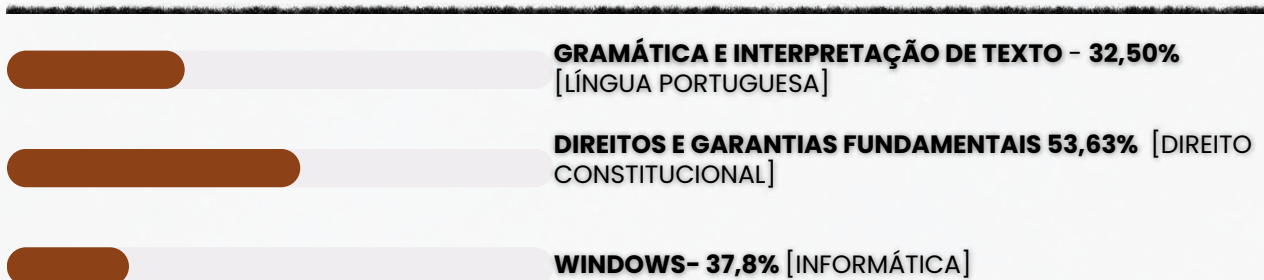 GRAMÁTICA E INTERPRETAÇÃO DE TEXTO - 32,50%
[LÍNGUA PORTUGUESA]
DIREITOS E GARANTIAS FUNDAMENTAIS 53,63% [DIREITO
CONSTITUCIONAL]
WINDOWS- 37,8% [INFORMÁTICA]